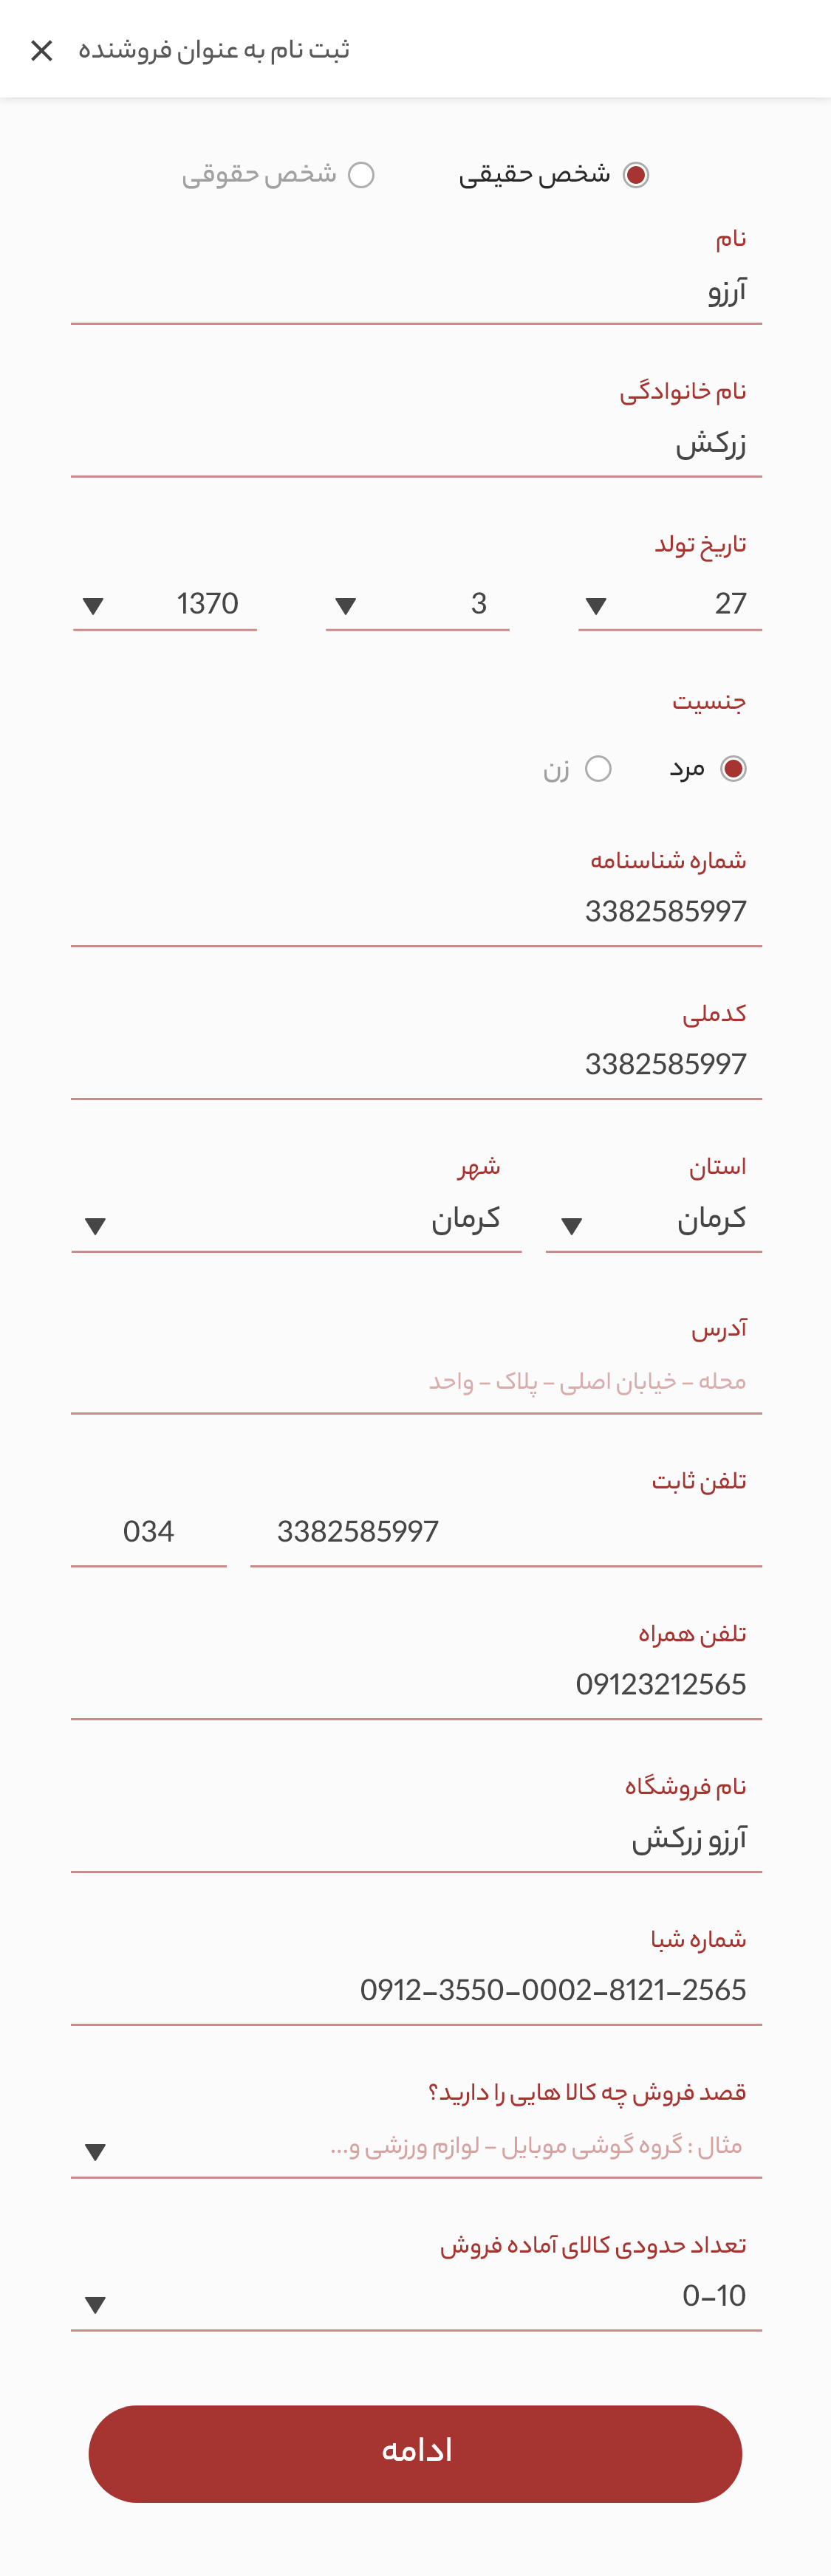 ثبت نام به عنوان فروشنده
شخص حقیقی شخص حقوقی
نام
آرزو
نام خانوادگی
زرکش
تاریخ تولد
27 3 1370
جنسیت
مرد زن
شماره شناسنامه
3382585997
کدملی
3382585997
استان شهر
کرمان کرمان
آدرس
محله - خیابان اصلی - پلاک - واحد
تلفن ثابت
3382585997 034
تلفن همراه
09123212565
نام فروشگاه
آرزو زرکش
شماره شبا
0912-3550-0002-8121-2565
قصد فروش چه کالا هایی را دارید؟
مثال : گروه گوشی موبایل - لوازم ورزشی و...
تعداد حدودی کالای آماده فروش
0-10
ادامه